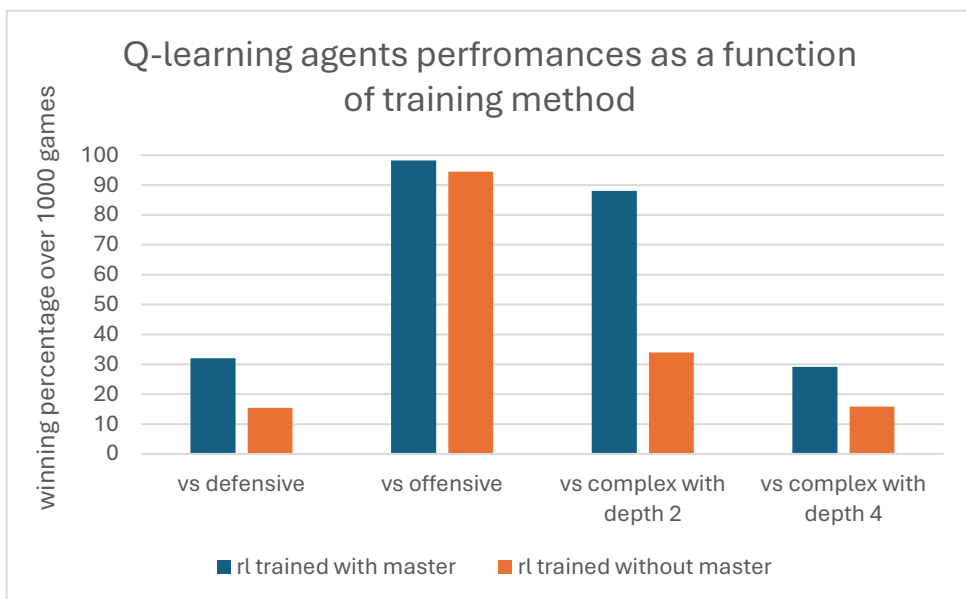 Q-learning agents perfromances as a function
of training method
winning percentage over 1000 games
100
90
80
70
60
50
40
30
20
10
0
vs defensive
vs offensive
vs complex with
depth 2
vs complex with
depth 4
rl trained with master
rl trained without master